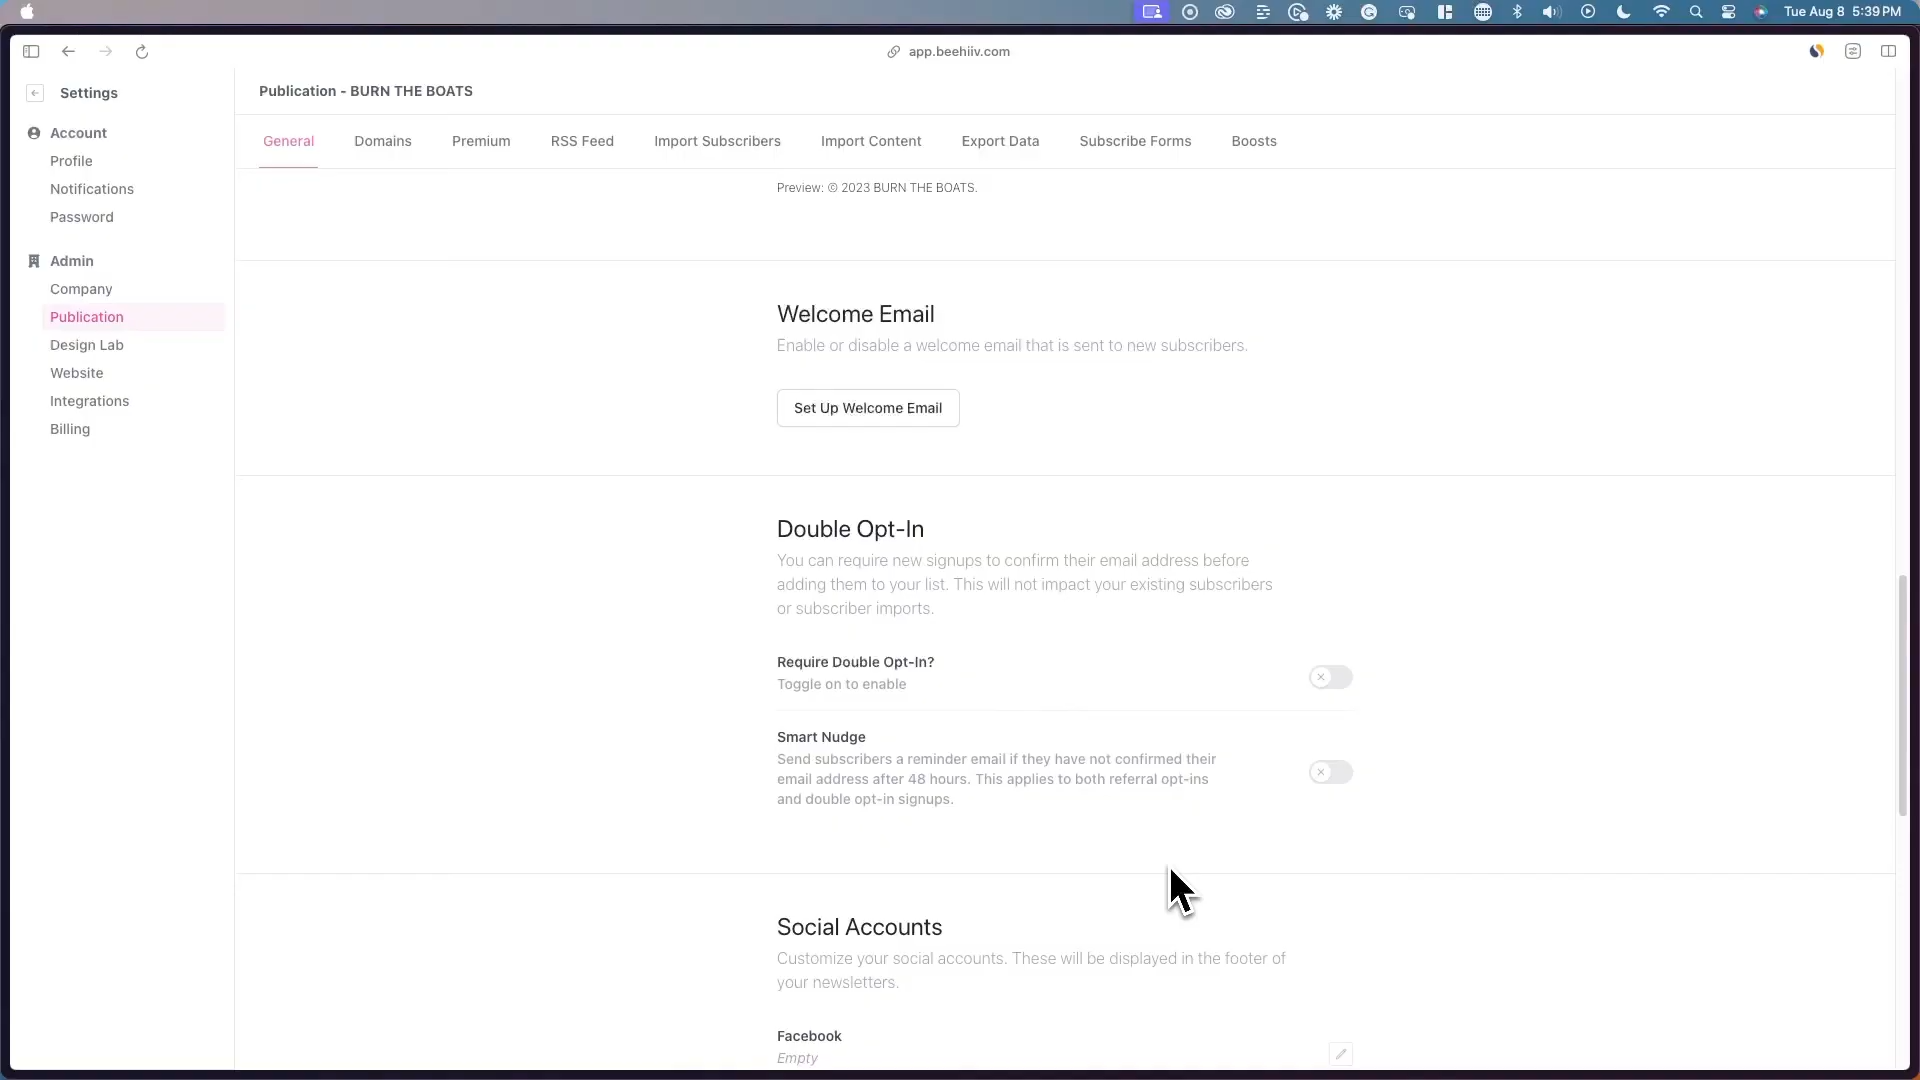 Tue Aug 8 5:39 PM
app.beehiiv.com
Settings
Account
Profile
Notifications
Password
Admin
Company
Publication
Design Lab
Website
Integrations
Billing
Publication - BURN THE BOATS
General Domains Premium RSS Feed Import Subscribers Import Content Export Data Subscribe Forms Boosts
Preview: © 2023 BURN THE BOATS.
Welcome Email
Enable or disable a welcome email that is sent to new subscribers.
Set Up Welcome Email
Double Opt-In
You can require new signups to confirm their email address before
adding them to your list. This will not impact your existing subscribers
or subscriber imports.
Require Double Opt-In?
Toggle on to enable
Smart Nudge
Send subscribers a reminder email if they have not confirmed their
email address after 48 hours. This applies to both referral opt-ins
and double opt-in signups.
Social Accounts
Customize your social accounts. These will be displayed in the footer of
your newsletters.
Facebook
Empty